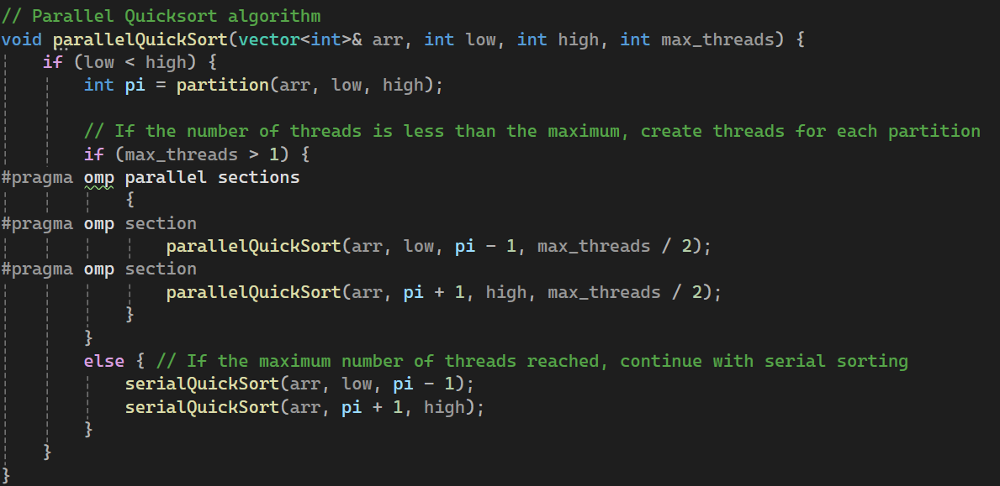 // Parallel Quicksort algorithm
void parallelQuickSort(vector<int>& arr, int low, int high, int max_threads) {
    if (low < high) {
        int pi = partition(arr, low, high);

        // If the number of threads is less than the maximum, create threads for each partition
        if (max_threads > 1) {
#pragma omp parallel sections
            {
#pragma omp section
                parallelQuickSort(arr, low, pi - 1, max_threads / 2);
#pragma omp section
                parallelQuickSort(arr, pi + 1, high, max_threads / 2);
            }
        }
        else { // If the maximum number of threads reached, continue with serial sorting
            serialQuickSort(arr, low, pi - 1);
            serialQuickSort(arr, pi + 1, high);
        }
    }
}